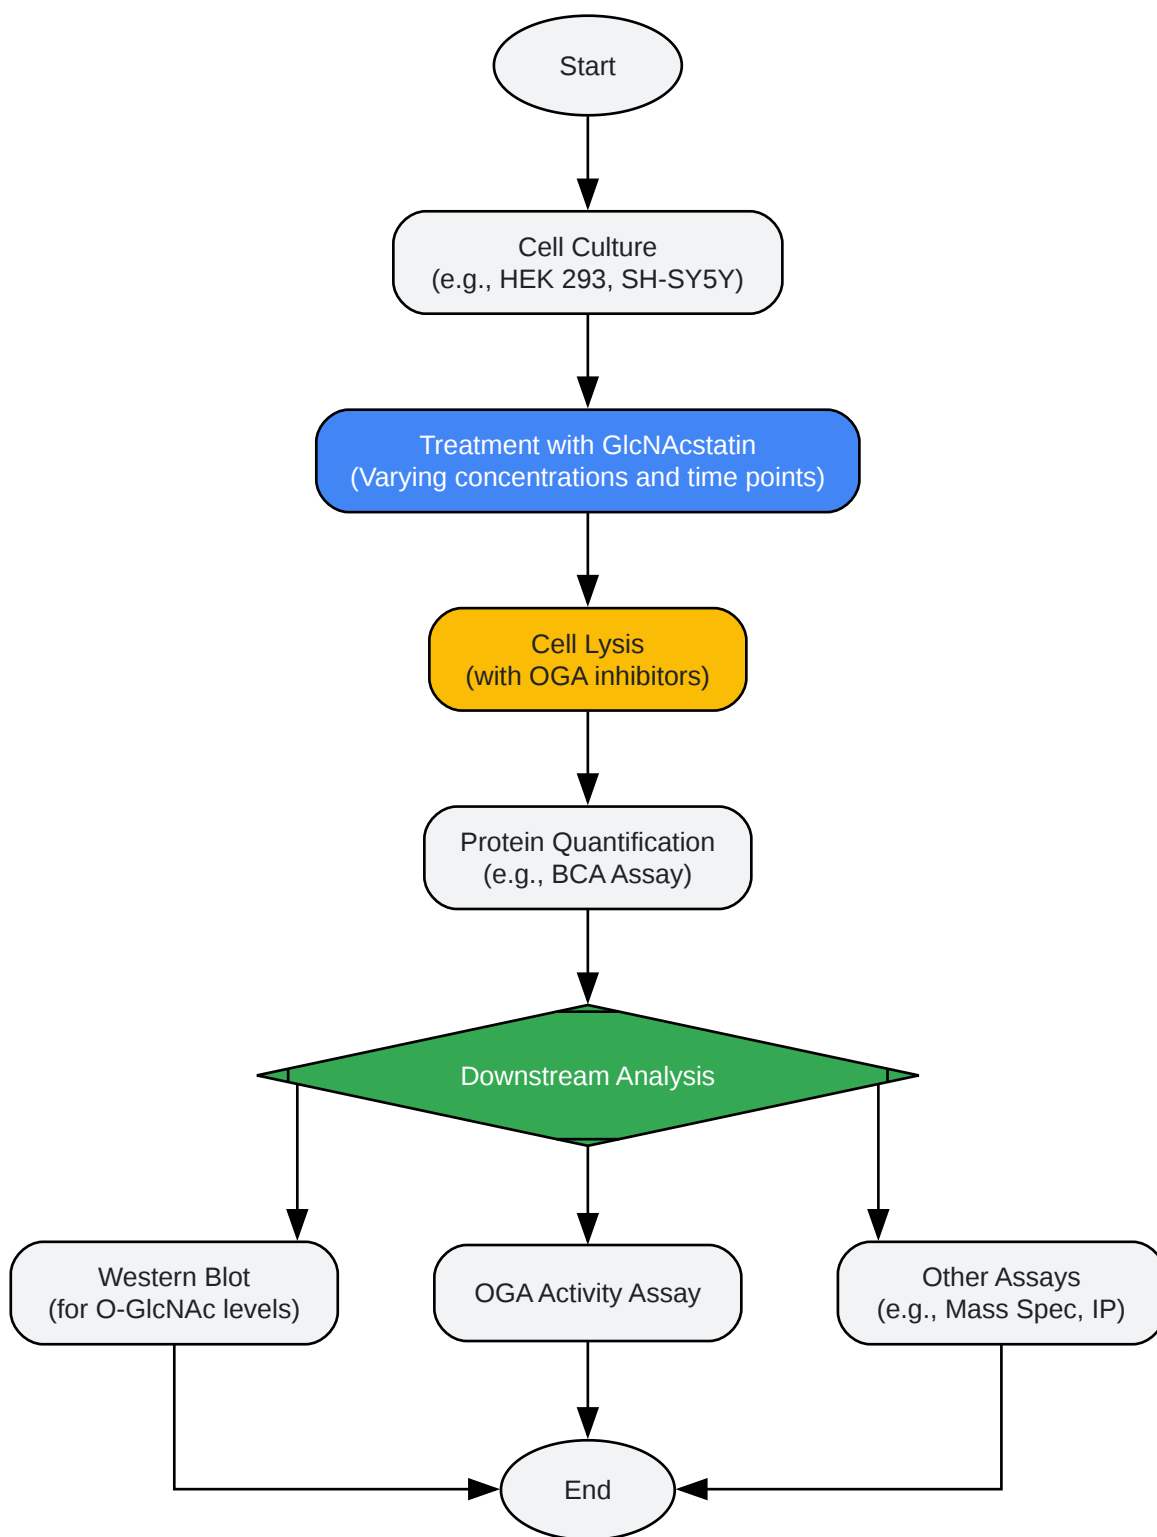 Start
Cell Culture
(e.g., HEK 293, SH-SY5Y)
Treatment with GlcNAcstatin
(Varying concentrations and time points)
Cell Lysis
(with OGA inhibitors)
Protein Quantification
(e.g., BCA Assay)
Downstream Analysis
Western Blot
(for O-GlcNAc levels)
OGA Activity Assay
Other Assays
(e.g., Mass Spec, IP)
End